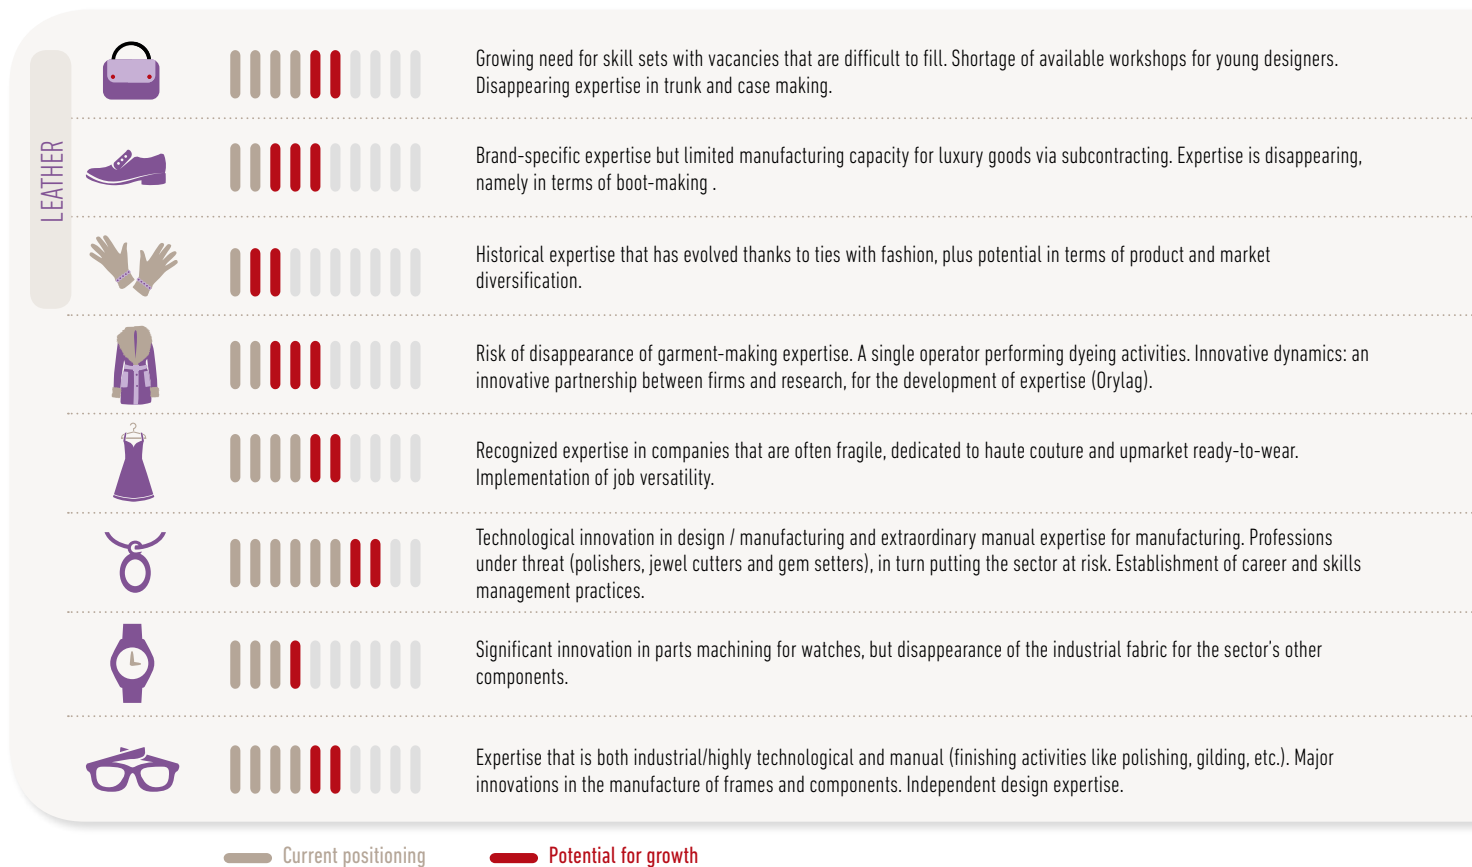 LEATHER
Growing need for skill sets with vacancies that are difficult to fill. Shortage of available workshops for young designers.
Disappearing expertise in trunk and case making.
Brand-specific expertise but limited manufacturing capacity for luxury goods via subcontracting. Expertise is disappearing,
namely in terms of boot-making .
Historical expertise that has evolved thanks to ties with fashion, plus potential in terms of product and market
diversification.
Risk of disappearance of garment-making expertise. A single operator performing dyeing activities. Innovative dynamics: an
innovative partnership between firms and research, for the development of expertise (Orylag).
Recognized expertise in companies that are often fragile, dedicated to haute couture and upmarket ready-to-wear.
Implementation of job versatility.
Technological innovation in design / manufacturing and extraordinary manual expertise for manufacturing. Professions
under threat (polishers, jewel cutters and gem setters), in turn putting the sector at risk. Establishment of career and skills
management practices.
Significant innovation in parts machining for watches, but disappearance of the industrial fabric for the sector's other
components.
Expertise that is both industrial/highly technological and manual (finishing activities like polishing, gilding, etc.). Major
innovations in the manufacture of frames and components. Independent design expertise.
Current positioning
Potential for growth